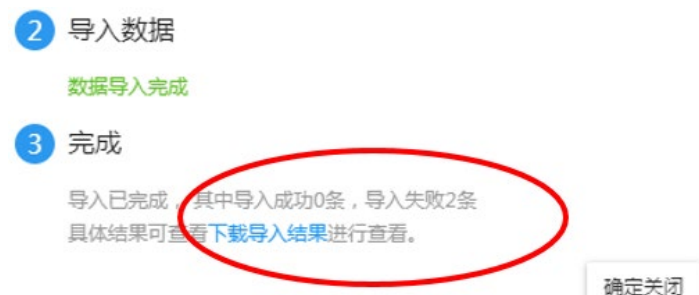 2 导入数据
数据导入完成
3 完成
导入已完成，其中导入成功0条，导入失败2条
具体结果可查看下载导入结果进行查看。
确定关闭